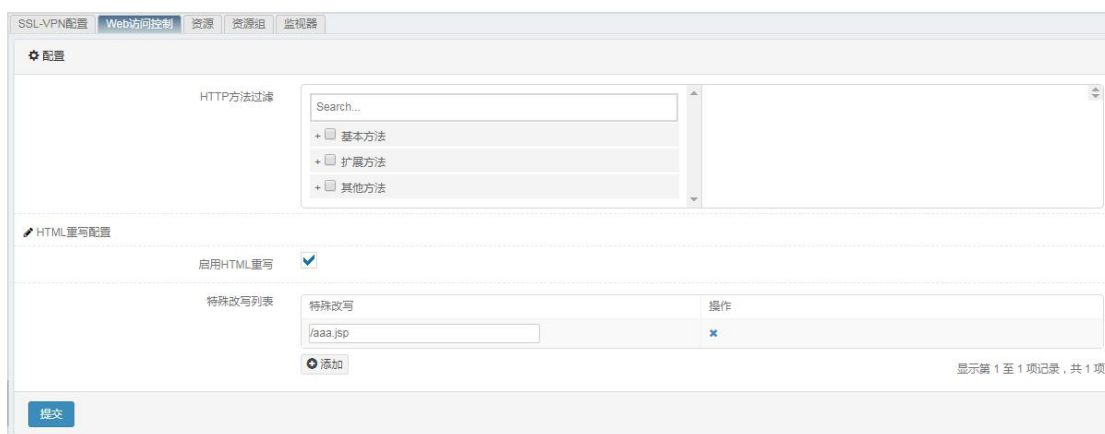 SSL-VPN配置 Web访问控制 资源 资源组 监视器
配置
HTTP方法过滤
Search...
+ 基本方法
+ 扩展方法
+ 其他方法
HTML重写配置
启用HTML重写
特殊改写列表
特殊改写 操作
/aaa.jsp
添加
显示第 1 至 1 项记录，共 1 项
提交